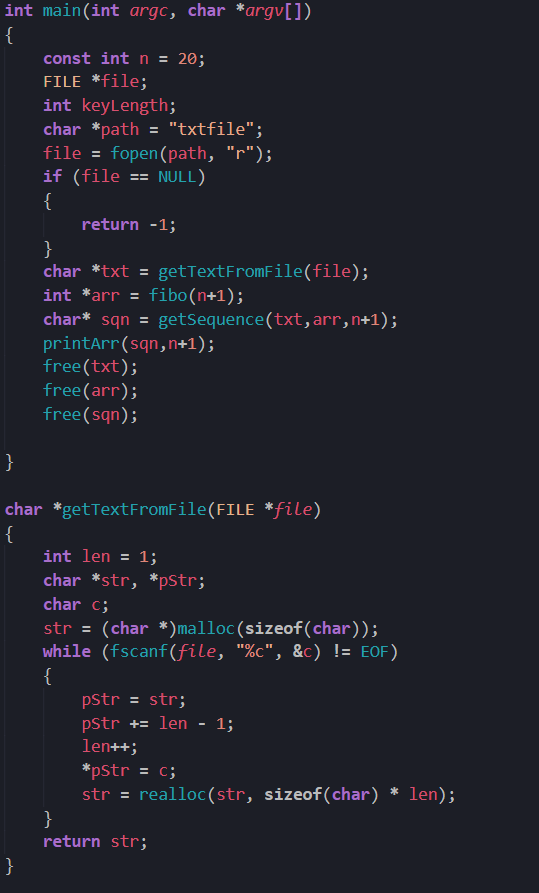 int main(int argc, char *argv[])
{
    const int n = 20;
    FILE *file;
    int keyLength;
    char *path = "txtfile";
    file = fopen(path, "r");
    if (file == NULL)
    {
        return -1;
    }
    char *txt = getTextFromFile(file);
    int *arr = fibo(n+1);
    char* sqn = getSequence(txt,arr,n+1);
    printArr(sqn,n+1);
    free(txt);
    free(arr);
    free(sqn);

}

char *getTextFromFile(FILE *file)
{
    int len = 1;
    char *str, *pStr;
    char c;
    str = (char *)malloc(sizeof(char));
    while (fscanf(file, "%c", &c) != EOF)
    {
        pStr = str;
        pStr += len - 1;
        len++;
        *pStr = c;
        str = realloc(str, sizeof(char) * len);
    }
    return str;
}